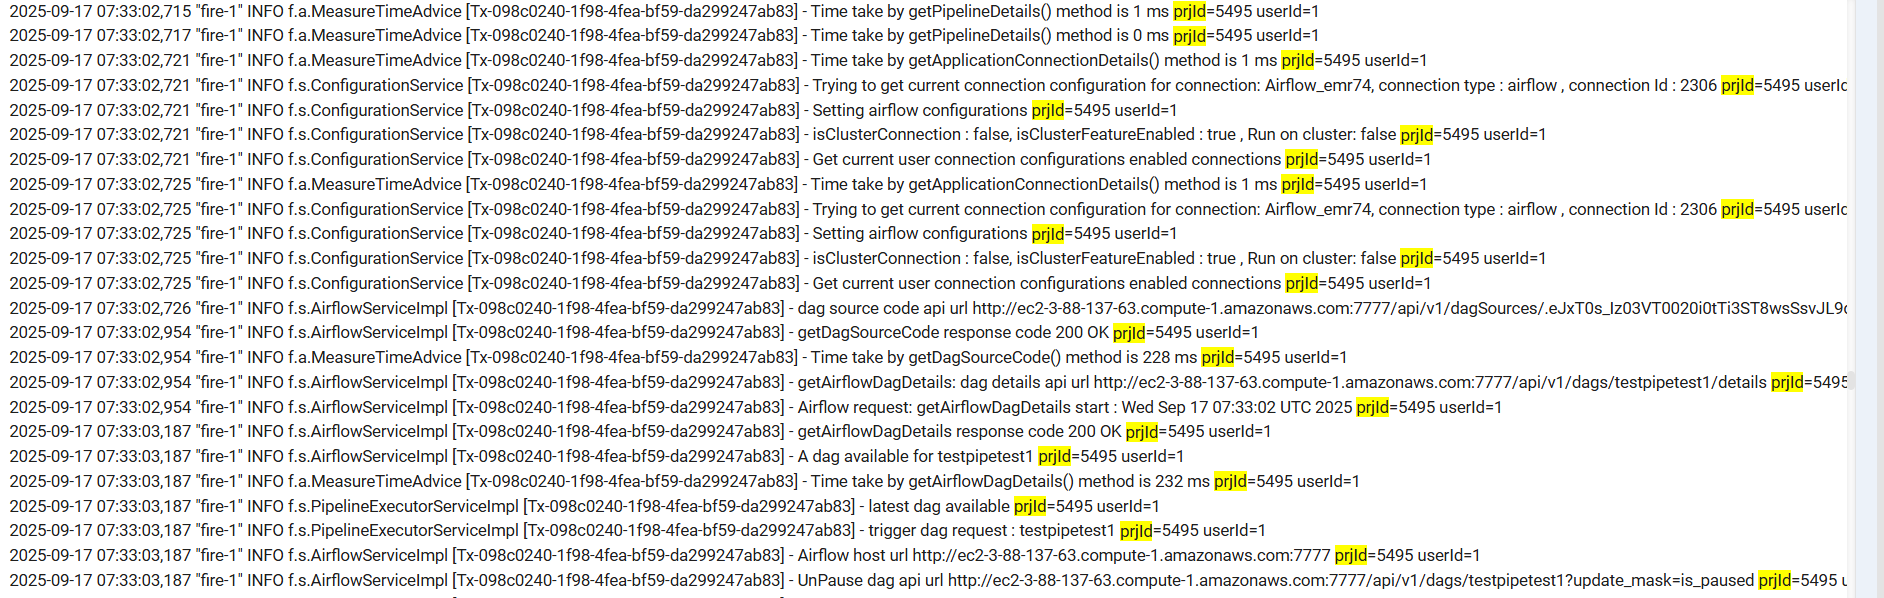 2025-09-17 07:33:02,715 "fire-1" INFO f.a.MeasureTimeAdvice [Tx-098c0240-1f98-4fea-bf59-da299247ab83] - Time take by getPipelineDetails() method is 1 ms prjId=5495 userId=1
2025-09-17 07:33:02,717 "fire-1" INFO f.a.MeasureTimeAdvice [Tx-098c0240-1f98-4fea-bf59-da299247ab83] - Time take by getPipelineDetails() method is 0 ms prjId=5495 userId=1
2025-09-17 07:33:02,721 "fire-1" INFO f.a.MeasureTimeAdvice [Tx-098c0240-1f98-4fea-bf59-da299247ab83] - Time take by getApplicationConnectionDetails() method is 1 ms prjId=5495 userId=1
2025-09-17 07:33:02,721 "fire-1" INFO f.s.ConfigurationService [Tx-098c0240-1f98-4fea-bf59-da299247ab83] - Trying to get current connection configuration for connection: Airflow_emr74, connection type : airflow , connection Id : 2306 prjId=5495 userId
2025-09-17 07:33:02,721 "fire-1" INFO f.s.ConfigurationService [Tx-098c0240-1f98-4fea-bf59-da299247ab83] - Setting airflow configurations prjId=5495 userId=1
2025-09-17 07:33:02,721 "fire-1" INFO f.s.ConfigurationService [Tx-098c0240-1f98-4fea-bf59-da299247ab83] - isClusterConnection : false, isClusterFeatureEnabled : true , Run on cluster: false prjId=5495 userId=1
2025-09-17 07:33:02,721 "fire-1" INFO f.s.ConfigurationService [Tx-098c0240-1f98-4fea-bf59-da299247ab83] - Get current user connection configurations enabled connections prjId=5495 userId=1
2025-09-17 07:33:02,725 "fire-1" INFO f.a.MeasureTimeAdvice [Tx-098c0240-1f98-4fea-bf59-da299247ab83] - Time take by getApplicationConnectionDetails() method is 1 ms prjId=5495 userId=1
2025-09-17 07:33:02,725 "fire-1" INFO f.s.ConfigurationService [Tx-098c0240-1f98-4fea-bf59-da299247ab83] - Trying to get current connection configuration for connection: Airflow_emr74, connection type : airflow , connection Id : 2306 prjId=5495 userId
2025-09-17 07:33:02,725 "fire-1" INFO f.s.ConfigurationService [Tx-098c0240-1f98-4fea-bf59-da299247ab83] - Setting airflow configurations prjId=5495 userId=1
2025-09-17 07:33:02,725 "fire-1" INFO f.s.ConfigurationService [Tx-098c0240-1f98-4fea-bf59-da299247ab83] - isClusterConnection : false, isClusterFeatureEnabled : true , Run on cluster: false prjId=5495 userId=1
2025-09-17 07:33:02,725 "fire-1" INFO f.s.ConfigurationService [Tx-098c0240-1f98-4fea-bf59-da299247ab83] - Get current user connection configurations enabled connections prjId=5495 userId=1
2025-09-17 07:33:02,726 "fire-1" INFO f.s.AirflowServiceImpl [Tx-098c0240-1f98-4fea-bf59-da299247ab83] - dag source code api url http://ec2-3-88-137-63.compute-1.amazonaws.com:7777/api/v1/dagSources/.eJxT0s_Iz03VT0020i0tTi3ST8wsSsvJL9
2025-09-17 07:33:02,954 "fire-1" INFO f.s.AirflowServiceImpl [Tx-098c0240-1f98-4fea-bf59-da299247ab83] - getDagSourceCode response code 200 OK prjId=5495 userId=1
2025-09-17 07:33:02,954 "fire-1" INFO f.a.MeasureTimeAdvice [Tx-098c0240-1f98-4fea-bf59-da299247ab83] - Time take by getDagSourceCode() method is 228 ms prjId=5495 userId=1
2025-09-17 07:33:02,954 "fire-1" INFO f.s.AirflowServiceImpl [Tx-098c0240-1f98-4fea-bf59-da299247ab83] - getAirflowDagDetails: dag details api url http://ec2-3-88-137-63.compute-1.amazonaws.com:7777/api/v1/dags/testpipetest1/details prjId=5495
2025-09-17 07:33:02,954 "fire-1" INFO f.s.AirflowServiceImpl [Tx-098c0240-1f98-4fea-bf59-da299247ab83] - Airflow request: getAirflowDagDetails start : Wed Sep 17 07:33:02 UTC 2025 prjId=5495 userId=1
2025-09-17 07:33:03,187 "fire-1" INFO f.s.AirflowServiceImpl [Tx-098c0240-1f98-4fea-bf59-da299247ab83] - getAirflowDagDetails response code 200 OK prjId=5495 userId=1
2025-09-17 07:33:03,187 "fire-1" INFO f.s.AirflowServiceImpl [Tx-098c0240-1f98-4fea-bf59-da299247ab83] - A dag available for testpipetest1 prjId=5495 userId=1
2025-09-17 07:33:03,187 "fire-1" INFO f.a.MeasureTimeAdvice [Tx-098c0240-1f98-4fea-bf59-da299247ab83] - Time take by getAirflowDagDetails() method is 232 ms prjId=5495 userId=1
2025-09-17 07:33:03,187 "fire-1" INFO f.s.PipelineExecutorServiceImpl [Tx-098c0240-1f98-4fea-bf59-da299247ab83] - latest dag available prjId=5495 userId=1
2025-09-17 07:33:03,187 "fire-1" INFO f.s.PipelineExecutorServiceImpl [Tx-098c0240-1f98-4fea-bf59-da299247ab83] - trigger dag request : testpipetest1 prjId=5495 userId=1
2025-09-17 07:33:03,187 "fire-1" INFO f.s.AirflowServiceImpl [Tx-098c0240-1f98-4fea-bf59-da299247ab83] - Airflow host url http://ec2-3-88-137-63.compute-1.amazonaws.com:7777 prjId=5495 userId=1
2025-09-17 07:33:03,187 "fire-1" INFO f.s.AirflowServiceImpl [Tx-098c0240-1f98-4fea-bf59-da299247ab83] - UnPause dag api url http://ec2-3-88-137-63.compute-1.amazonaws.com:7777/api/v1/dags/testpipetest1?update_mask=is_paused prjId=5495